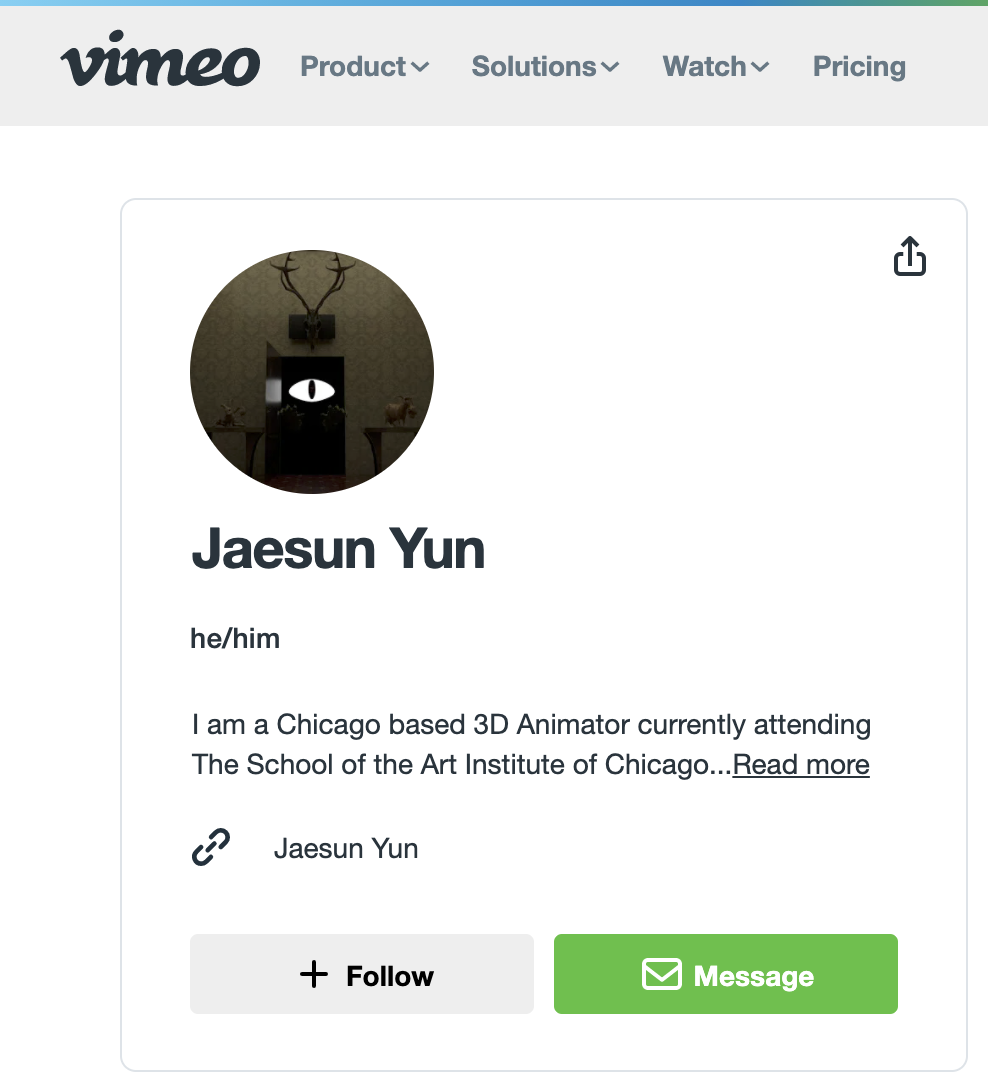 vimeo Product Solutions Watch Pricing
Jaesun Yun
he/him
I am a Chicago based 3D Animator currently attending
The School of the Art Institute of Chicago...Read more
Jaesun Yun
Follow Message